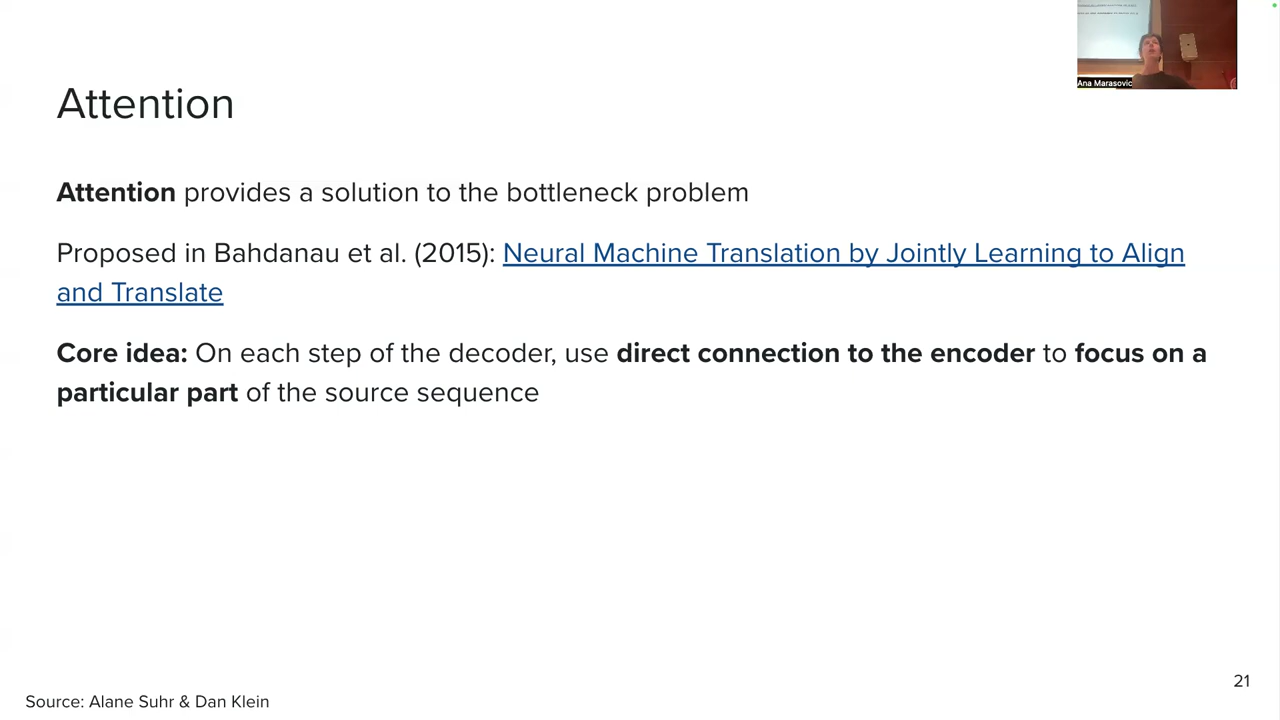 Ana Marasovic
Attention
Attention provides a solution to the bottleneck problem
Proposed in Bahdanau et al. (2015): Neural Machine Translation by Jointly Learning to Align
and Translate
Core idea: On each step of the decoder, use direct connection to the encoder to focus on a
particular part of the source sequence
21
Source: Alane Suhr & Dan Klein